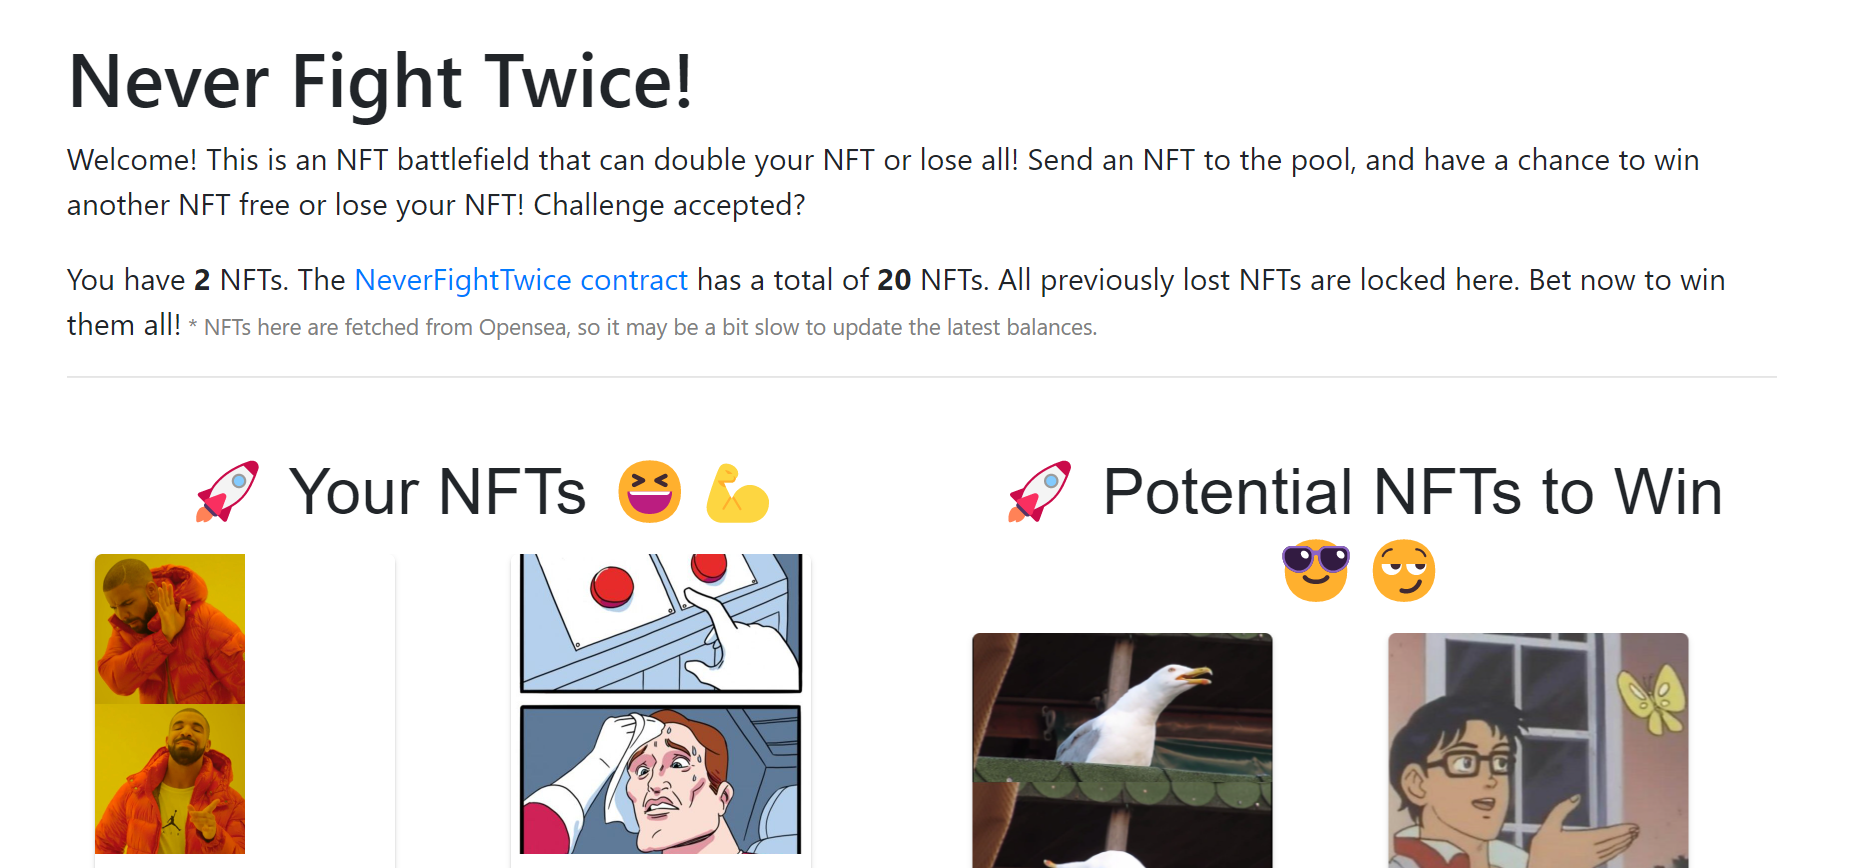 Never Fight Twice!
Welcome! This is an NFT battlefield that can double your NFT or lose all! Send an NFT to the pool, and have a chance to win
another NFT free or lose your NFT! Challenge accepted?
You have 2 NFTs. The NeverFightTwice contract has a total of 20 NFTs. All previously lost NFTs are locked here. Bet now to win
them all! * NFTs here are fetched from Opensea, so it may be a bit slow to update the latest balances.
🚀 Your NFTs 😆 💪
🚀 Potential NFTs to Win
😎 😏